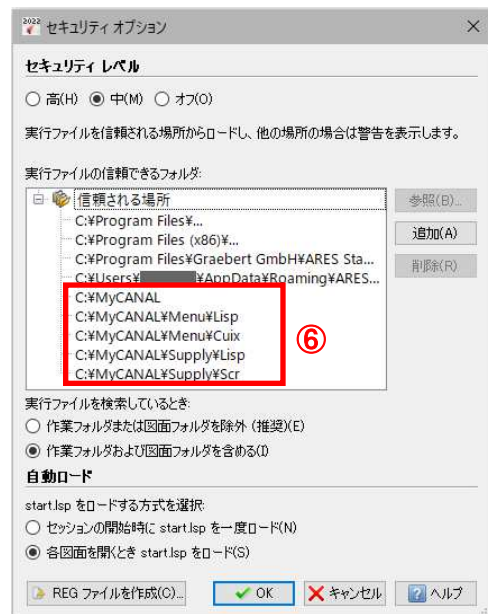 2022 セキュリティ オプション
セキュリティ レベル
高(H) 中(M) オフ(O)
実行ファイルを信頼される場所からロードし、他の場所の場合は警告を表示します。
実行ファイルの信頼できるフォルダ:
信頼される場所
参照(B)...
C:¥Program Files¥...
C:¥Program Files (x86)¥...
追加(A)
C:¥Program Files¥Graebert GmbH¥ARES Sta...
削除(R)
C:¥Users¥ ¥AppData¥Roaming¥ARES...
C:¥MyCANAL
C:¥MyCANAL¥Menu¥Lisp
C:¥MyCANAL¥Menu¥Cuix
⑥
C:¥MyCANAL¥Supply¥Lisp
C:¥MyCANAL¥Supply¥Scr
実行ファイルを検索しているとき:
作業フォルダまたは図面フォルダを除外 (推奨)(E)
作業フォルダおよび図面フォルダを含める(I)
自動ロード
start.lsp をロードする方式を選択:
セッションの開始時に start.lsp を一度ロード(N)
各図面を開くとき start.lsp をロード(S)
REG ファイルを作成(C)... OK キャンセル ヘルプ